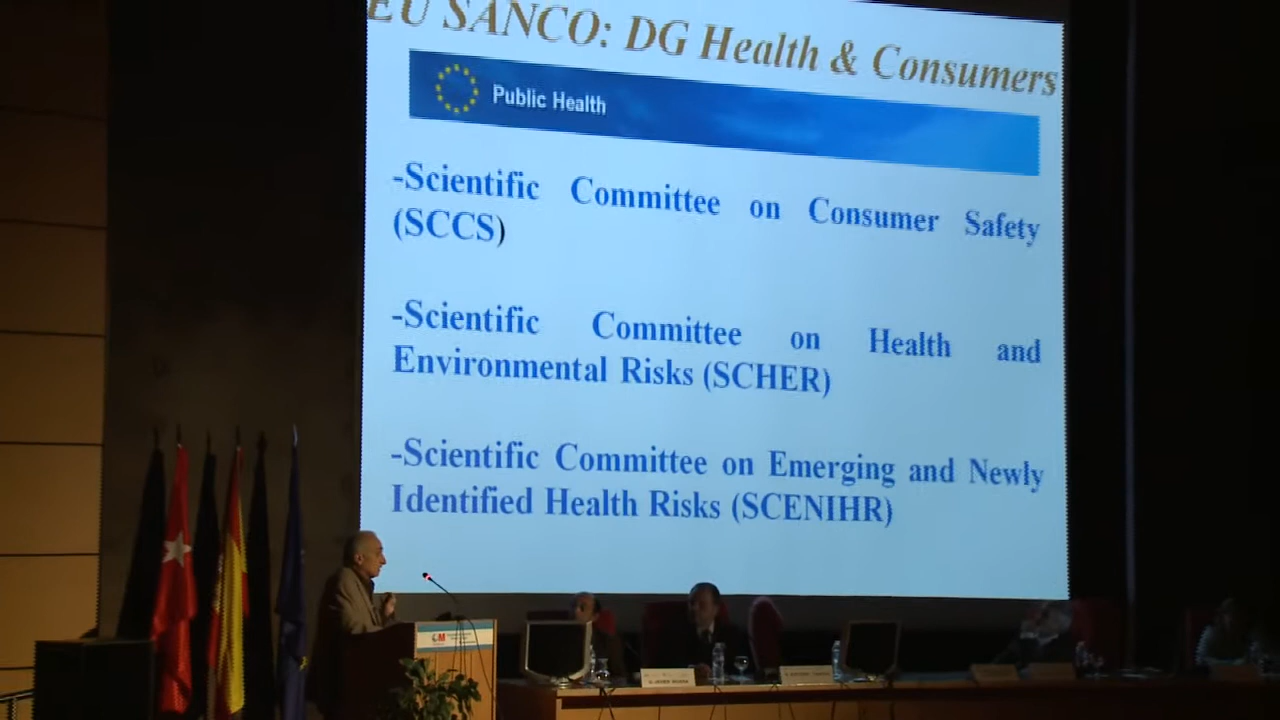 EU SANCO: DG Health & Consumers
Public Health
-Scientific Committee on Consumer Safety
(SCCS)
-Scientific Committee on Health and
Environmental Risks (SCHER)
-Scientific Committee on Emerging and Newly
Identified Health Risks (SCENIHR)